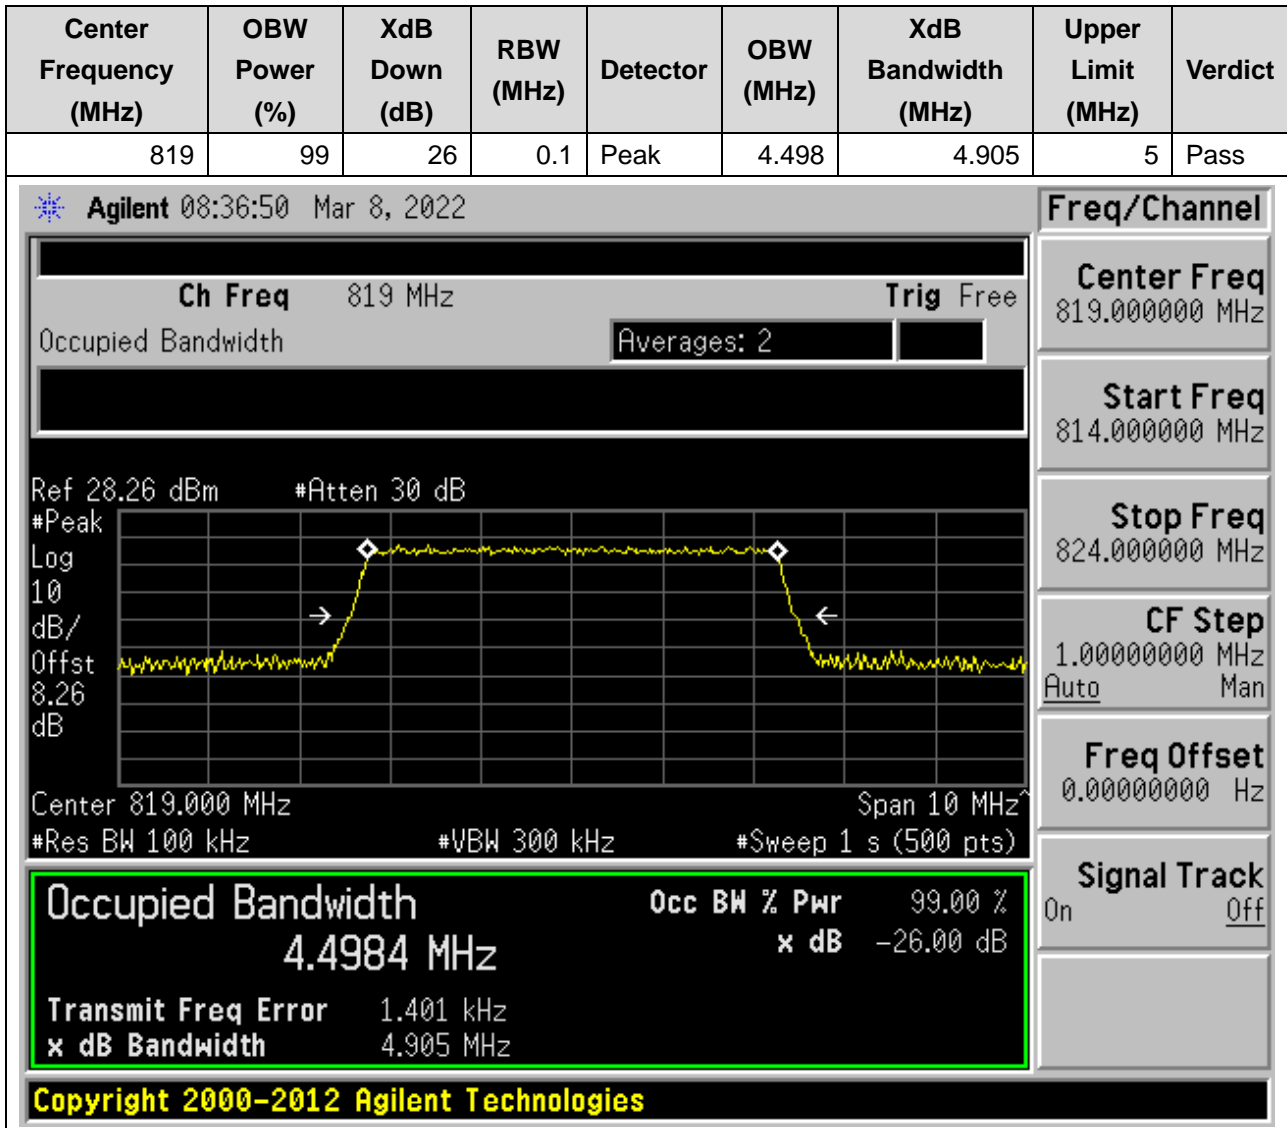 Center Frequency (MHz) OBW Power (%) XdB Down (dB) RBW (MHz) Detector OBW (MHz) XdB Bandwidth (MHz) Upper Limit (MHz) Verdict
819 99 26 0.1 Peak 4.498 4.905 5 Pass
Agilent 08:36:50 Mar 8, 2022
Freq/Channel
Ch Freq 819 MHz Trig Free
Occupied Bandwidth Averages: 2
Center Freq
819.000000 MHz
Start Freq
814.000000 MHz
Stop Freq
824.000000 MHz
CF Step
1.00000000 MHz
Auto Man
Freq Offset
0.00000000 Hz
Signal Track
On Off
Ref 28.26 dBm #Atten 30 dB
#Peak
Log
10
dB/
Offst
8.26
dB
Center 819.000 MHz Span 10 MHz^
#Res BW 100 kHz #VBW 300 kHz #Sweep 1 s (500 pts)
Occupied Bandwidth Occ BW % Pwr 99.00 %
4.4984 MHz x dB -26.00 dB
Transmit Freq Error 1.401 kHz
x dB Bandwidth 4.905 MHz
Copyright 2000-2012 Agilent Technologies